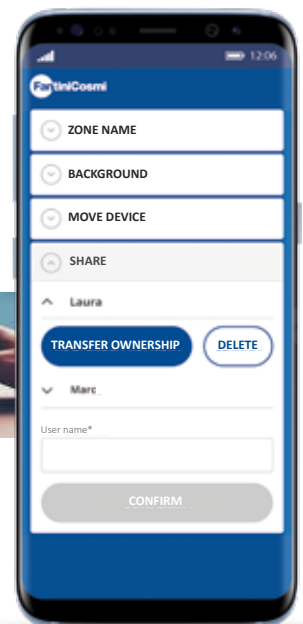 12:06
FantiniCosmi
ZONE NAME
BACKGROUND
MOVE DEVICE
SHARE
Laura
TRANSFER OWNERSHIP
DELETE
Marc
User name*
CONFIRM